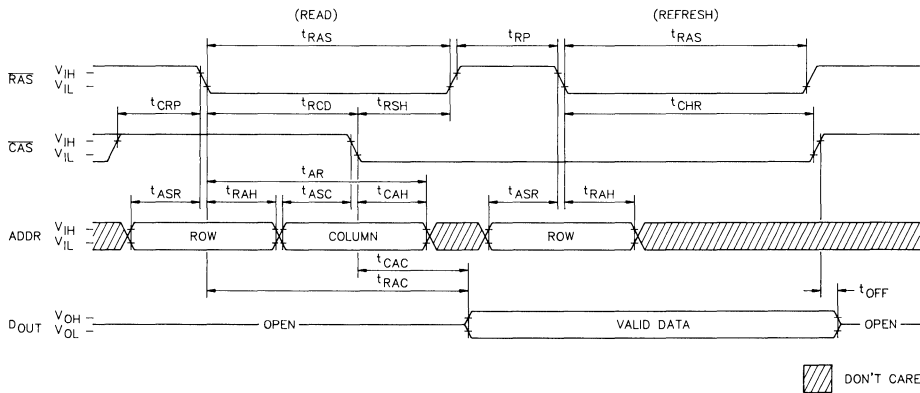 (READ) (REFRESH)
tRAS tRP tRAS
RAS VIH
VIL
tCRP tRCD tRSH tCHR
CAS VIH
VIL
tAR
tASR tRAH tASC tCAH tASR tRAH
ADDR VIH
VIL
ROW COLUMN ROW
tCAC
tRAC tOFF
DOUT VOH
VOL
OPEN VALID DATA OPEN
DON'T CARE